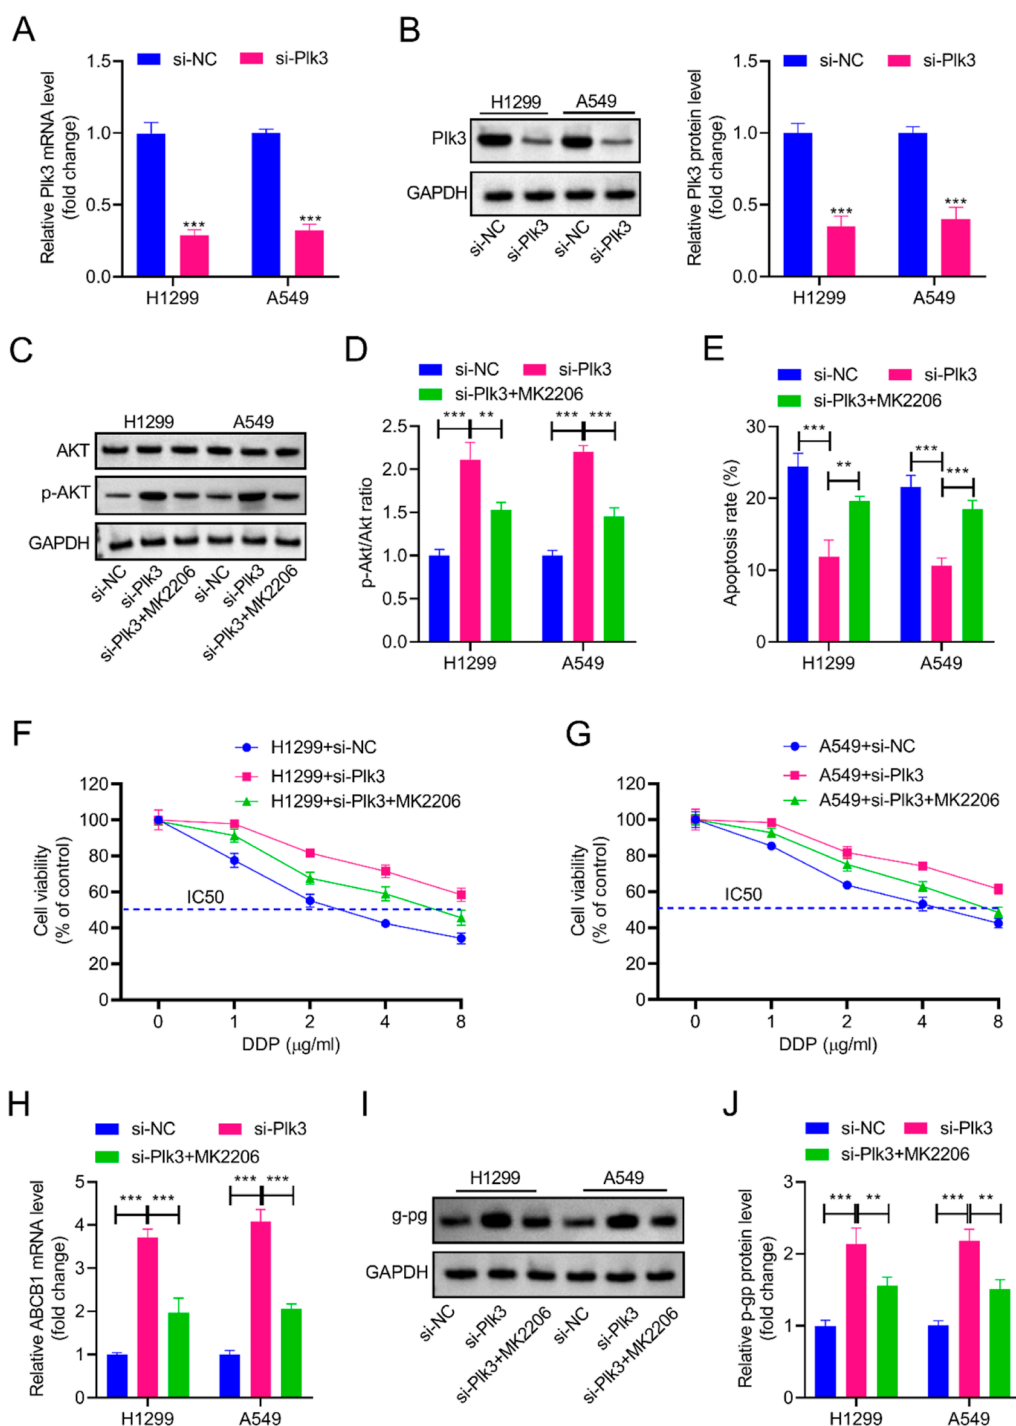 A
si-NC
si-Plk3
Relative Plk3 mRNA level
(fold change)
1.5
1.0
0.5
0.0
***
***
H1299
A549
B
H1299
A549
Plk3
GAPDH
si-NC
si-Plk3
si-NC
si-Plk3
si-NC
si-Plk3
Relative Plk3 protein level
(fold change)
1.5
1.0
0.5
0.0
***
***
H1299
A549
C
H1299
A549
AKT
p-AKT
GAPDH
si-NC
si-Plk3
si-Plk3+MK2206
si-NC
si-Plk3
si-Plk3+MK2206
D
si-NC
si-Plk3
si-Plk3+MK2206
p-Akt/Akt ratio
2.5
2.0
1.5
1.0
0.5
0.0
*** **
*** ***
H1299
A549
E
si-NC
si-Plk3
si-Plk3+MK2206
Apoptosis rate (%)
30
20
10
0
***
**
***
***
H1299
A549
F
H1299+si-NC
H1299+si-Plk3
H1299+si-Plk3+MK2206
Cell viability
(% of control)
120
100
80
60
40
20
0
IC50
0 1 2 4 8
DDP (μg/ml)
G
A549+si-NC
A549+si-Plk3
A549+si-Plk3+MK2206
Cell viability
(% of control)
120
100
80
60
40
20
0
IC50
0 1 2 4 8
DDP (μg/ml)
H
si-NC
si-Plk3
si-Plk3+MK2206
Relative ABCB1 mRNA level
(fold change)
5
4
3
2
1
0
*** ***
*** ***
H1299
A549
I
H1299
A549
g-pg
GAPDH
si-NC
si-Plk3
si-Plk3+MK2206
si-NC
si-Plk3
si-Plk3+MK2206
J
si-NC
si-Plk3
si-Plk3+MK2206
Relative p-gp protein level
(fold change)
3
2
1
0
*** **
*** **
H1299
A549